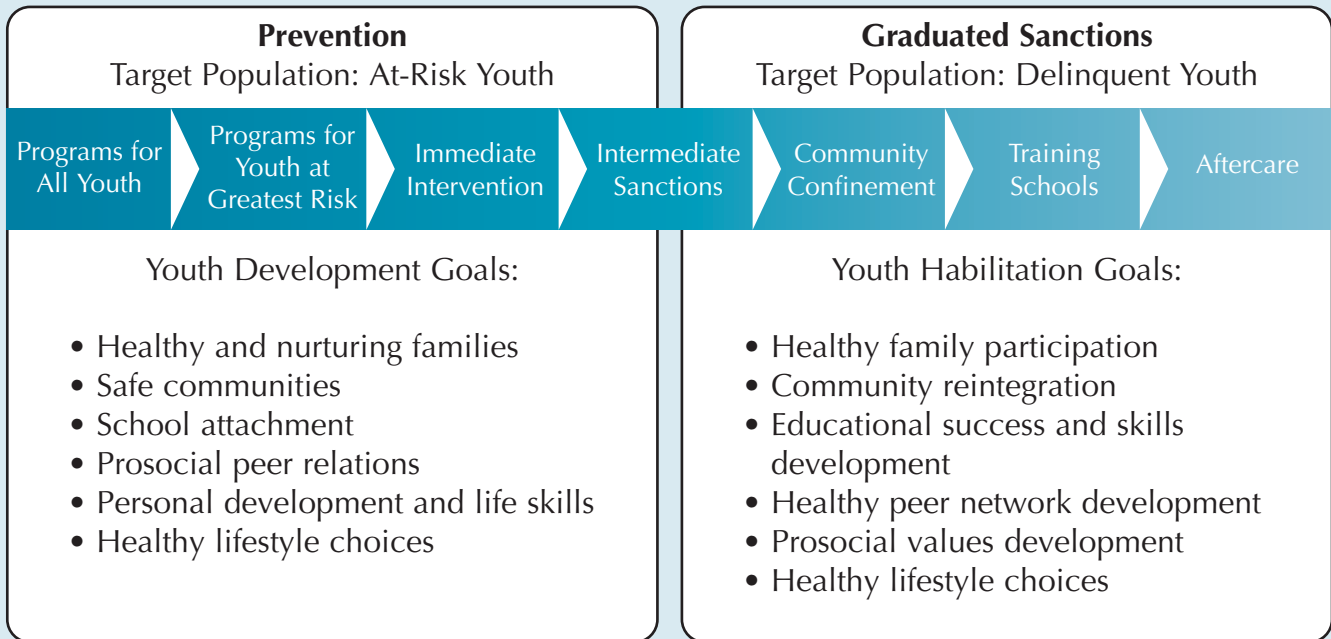 Prevention
Target Population: At-Risk Youth
Graduated Sanctions
Target Population: Delinquent Youth
Programs for
All Youth
Programs for
Youth at
Greatest Risk
Immediate
Intervention
Intermediate
Sanctions
Community
Confinement
Training
Schools
Aftercare
Youth Development Goals:
• Healthy and nurturing families
• Safe communities
• School attachment
• Prosocial peer relations
• Personal development and life skills
• Healthy lifestyle choices
Youth Habilitation Goals:
• Healthy family participation
• Community reintegration
• Educational success and skills
development
• Healthy peer network development
• Prosocial values development
• Healthy lifestyle choices